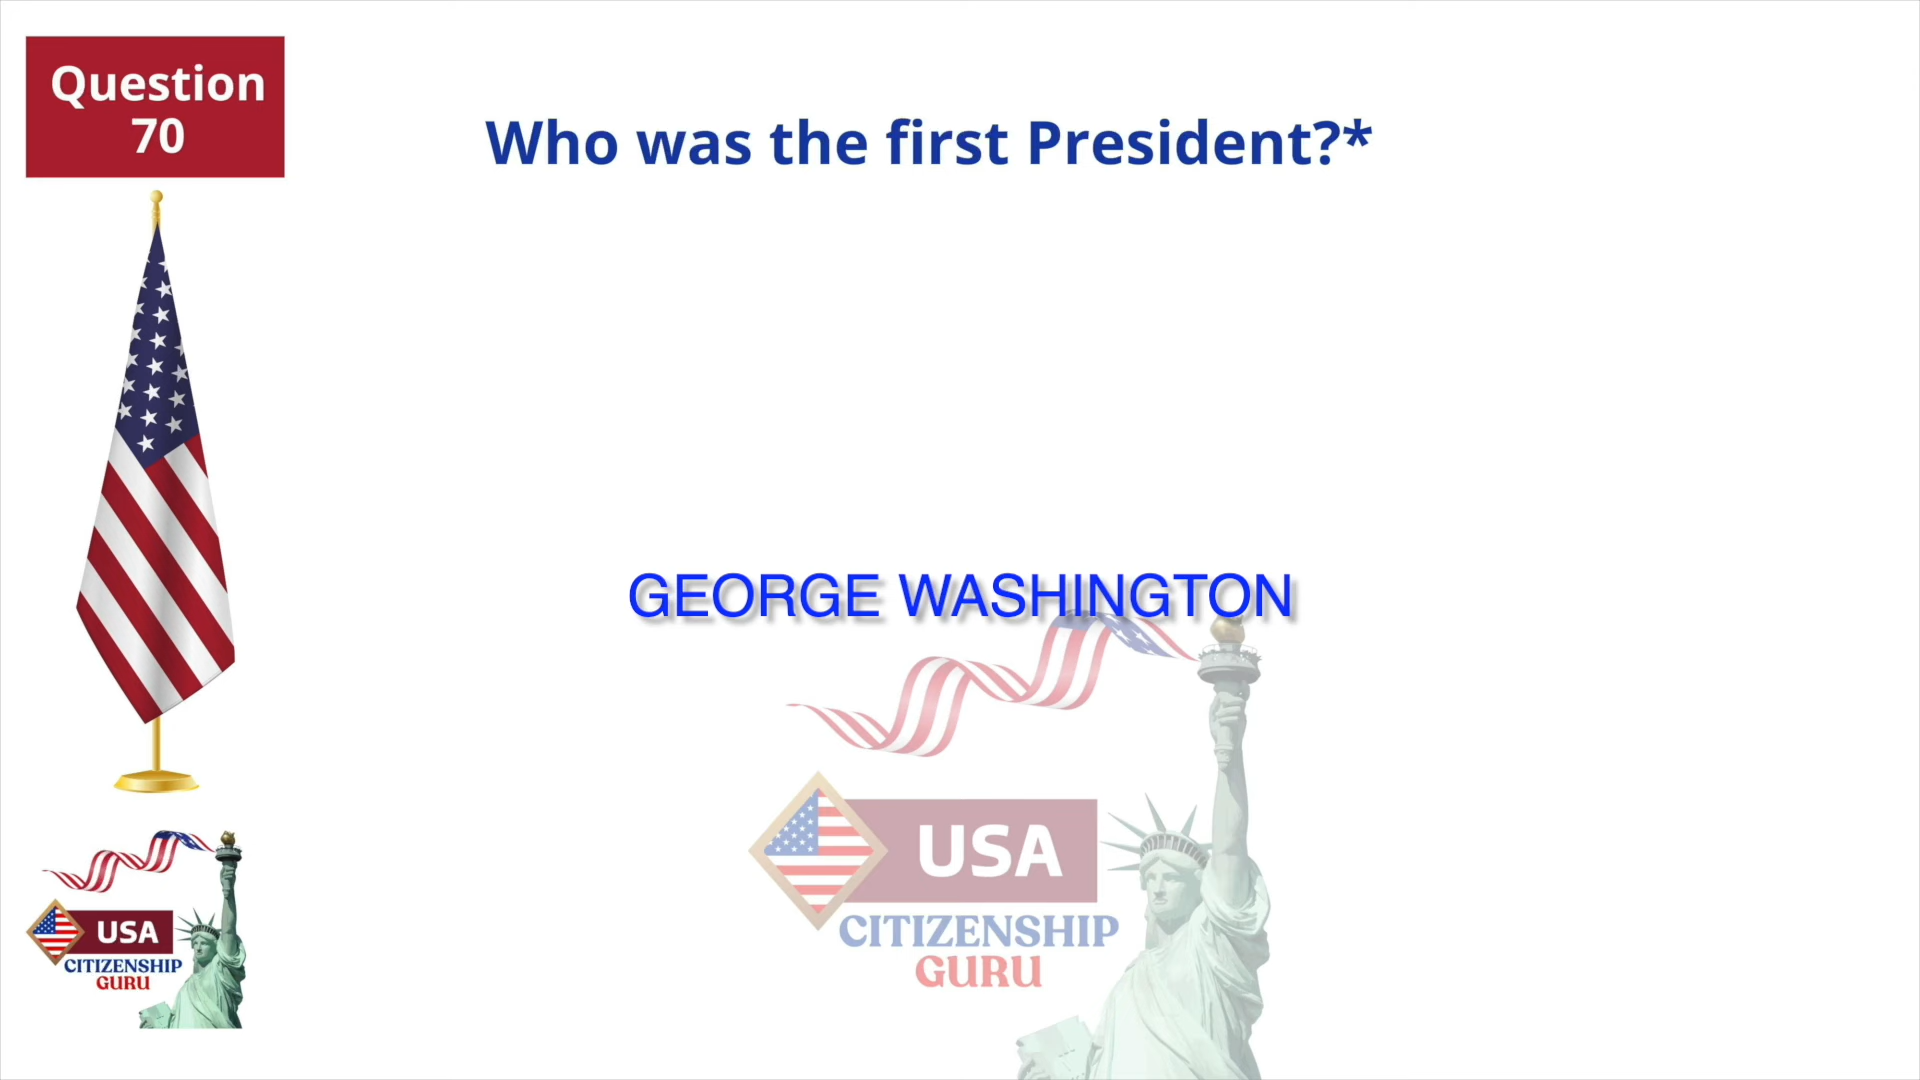 Question
70
Who was the first President?*
GEORGE WASHINGTON
USA
CITIZENSHIP
GURU
USA
CITIZENSHIP
GURU